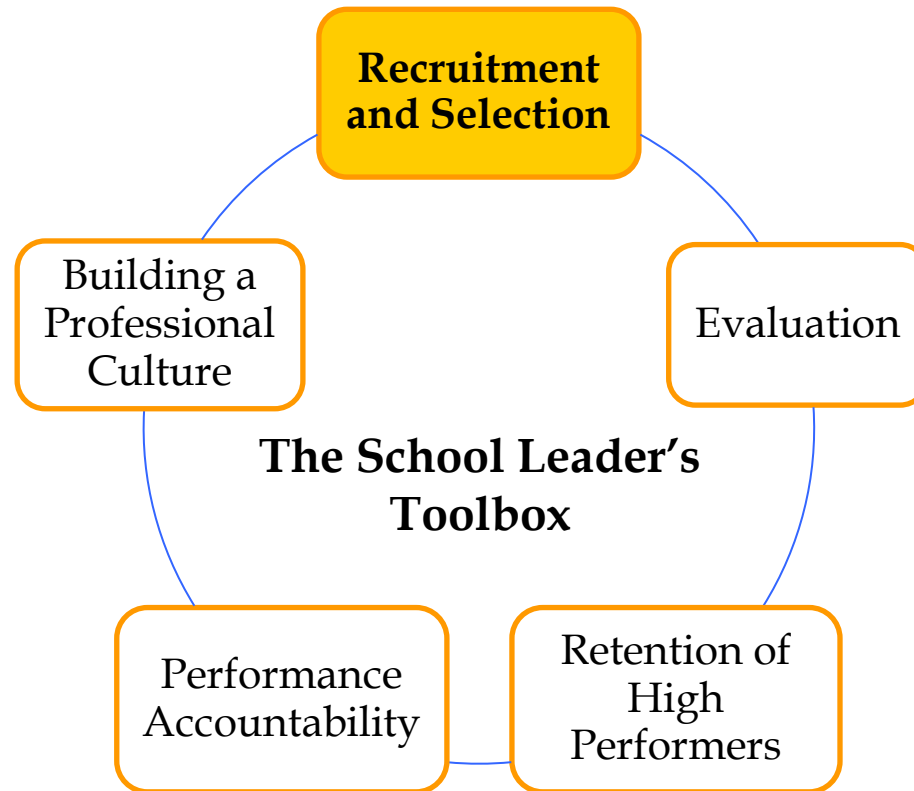 Recruitment
and Selection
Building a
Professional
Culture
Evaluation
The School Leader’s
Toolbox
Performance
Accountability
Retention of
High
Performers